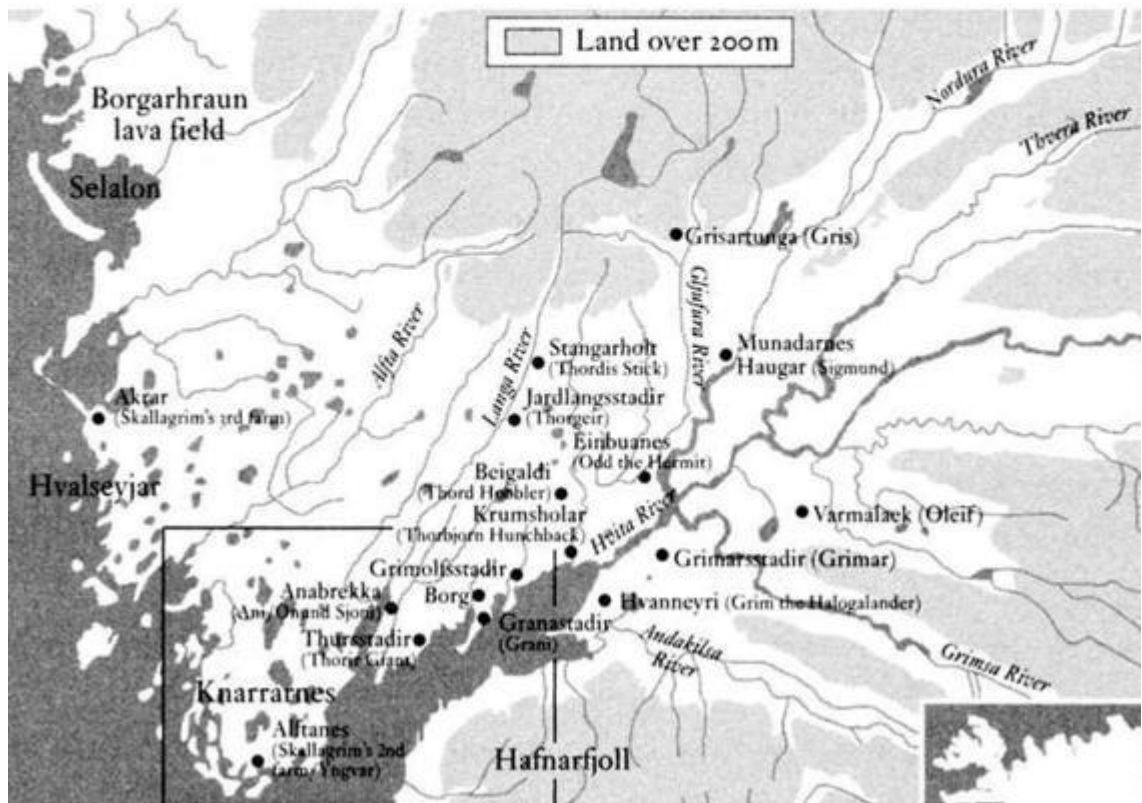 Land over 200m
Nordura River
Borgarhraun
lava field
Thvera River
Selalon
Grisartunga (Gris)
Gljufura River
Alfta River
Langa River
Stangarholt
(Thordis Stick)
Munadarnes
Haugar (Sigmund)
Akrar
(Skallagrim's 3rd farm)
Jardlangsstadir
(Thorgeir)
Einbuanes
(Odd the Hermit)
Hvalseyjar
Beigaldi
(Thord Hobbler)
Krumsholar
(Thorbjorn Hunchback)
Hvita River
Varmalaek (Oleif)
Grimarsstadir (Grimar)
Grimolfsstadir
Anabrekka
(Ani/Onund Sjoni)
Borg
Hvanneyri (Grim the Halogalander)
Granastadir
(Grani)
Thursstadir
(Thorir Giant)
Andakilsa
River
Grimsa River
Knarrarnes
Alftanes
(Skallagrim's 2nd
farm/Yngvar)
Hafnarfjoll